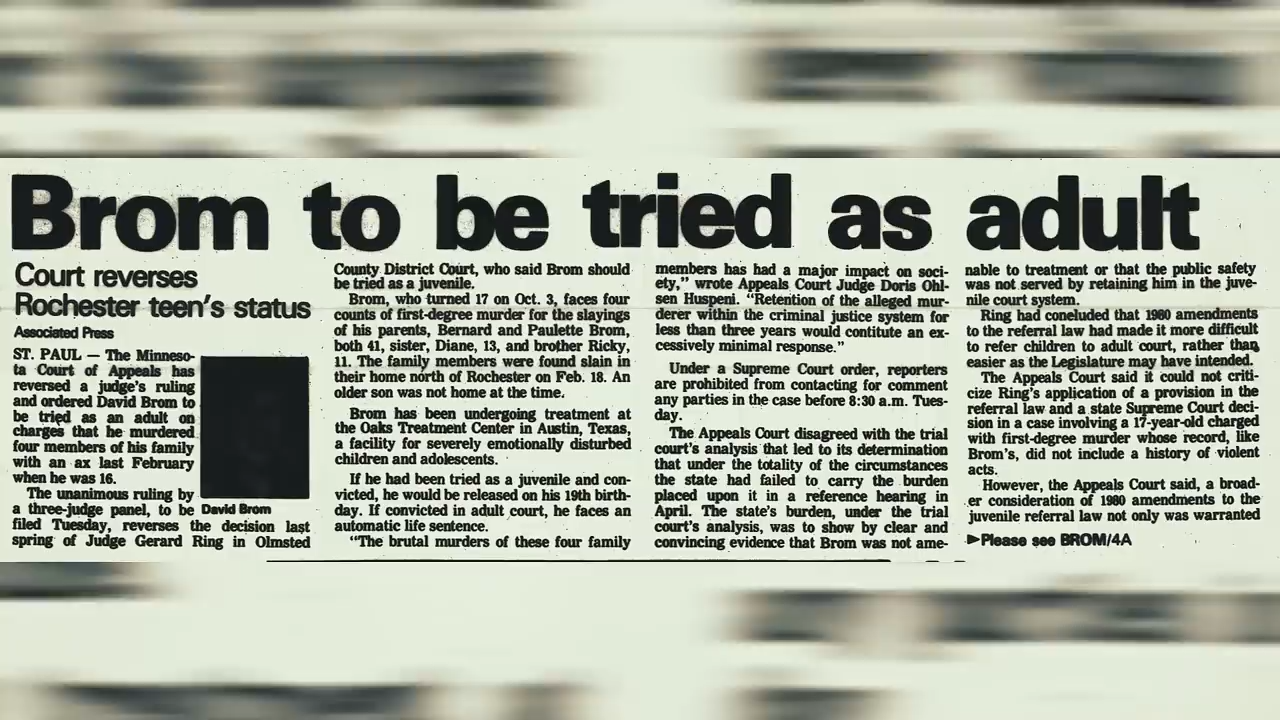 Brom to be tried as adult
Court reverses
Rochester teen's status
Associated Press
ST. PAUL — The Minneso-
ta Court of Appeals has
reversed a judge's ruling
and ordered David Brom to
be tried as an adult on
charges that he murdered
four members of his family
with an ax last February
when he was 16.
The unanimous ruling by
a three-judge panel, to be
David Brom
filed Tuesday, reverses the decision last
spring of Judge Gerard Ring in Olmsted
County District Court, who said Brom should
be tried as a juvenile.
Brom, who turned 17 on Oct. 3, faces four
counts of first-degree murder for the slayings
of his parents, Bernard and Paulette Brom,
both 41, sister, Diane, 13, and brother Ricky,
11. The family members were found slain in
their home north of Rochester on Feb. 18. An
older son was not home at the time.
Brom has been undergoing treatment at
the Oaks Treatment Center in Austin, Texas,
a facility for severely emotionally disturbed
children and adolescents.
If he had been tried as a juvenile and con-
victed, he would be released on his 19th birth-
day. If convicted in adult court, he faces an
automatic life sentence.
"The brutal murders of these four family
members has had a major impact on soci-
ety," wrote Appeals Court Judge Doris Ohl-
sen Huspeni. "Retention of the alleged mur-
derer within the criminal justice system for
less than three years would contitute an ex-
cessively minimal response."
Under a Supreme Court order, reporters
are prohibited from contacting for comment
any parties in the case before 8:30 a.m. Tues-
day.
The Appeals Court disagreed with the trial
court's analysis that led to its determination
that under the totality of the circumstances
the state had failed to carry the burden
placed upon it in a reference hearing in
April. The state's burden, under the trial
court's analysis, was to show by clear and
convincing evidence that Brom was not ame-
nable to treatment or that the public safety
was not served by retaining him in the juve-
nile court system.
Ring had concluded that 1980 amendments
to the referral law had made it more difficult
to refer children to adult court, rather than
easier as the Legislature may have intended.
The Appeals Court said it could not criti-
cize Ring's application of a provision in the
referral law and a state Supreme Court deci-
sion in a case involving a 17-year-old charged
with first-degree murder whose record, like
Brom's, did not include a history of violent
acts.
However, the Appeals Court said, a broad-
er consideration of 1980 amendments to the
juvenile referral law not only was warranted
▶Please see BROM/4A